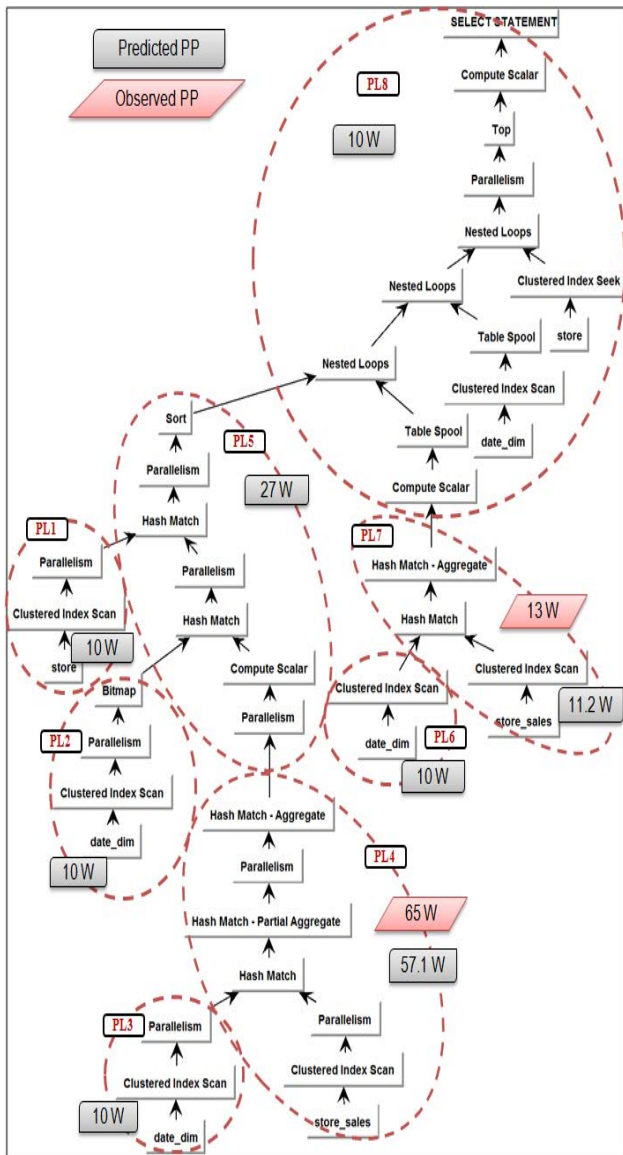 Predicted PP
Observed PP
SELECT STATEMENT
PL8
Compute Scalar
10 W
Top
Parallelism
Nested Loops
Nested Loops
Clustered Index Seek
Table Spool
store
Nested Loops
Clustered Index Scan
Sort
PL5
Table Spool
date_dim
Parallelism
27 W
Compute Scalar
Hash Match
PL1
PL7
Parallelism
Parallelism
Hash Match - Aggregate
Clustered Index Scan
Hash Match
Hash Match
13 W
store
10 W
Compute Scalar
Clustered Index Scan
Clustered Index Scan
Bitmap
11.2 W
PL2
Parallelism
Parallelism
date_dim
PL6
store_sales
10 W
Clustered Index Scan
Hash Match - Aggregate
date_dim
PL4
10 W
Parallelism
Hash Match - Partial Aggregate
65 W
57.1 W
Hash Match
PL3
Parallelism
Parallelism
Clustered Index Scan
Clustered Index Scan
10 W
date_dim
store_sales